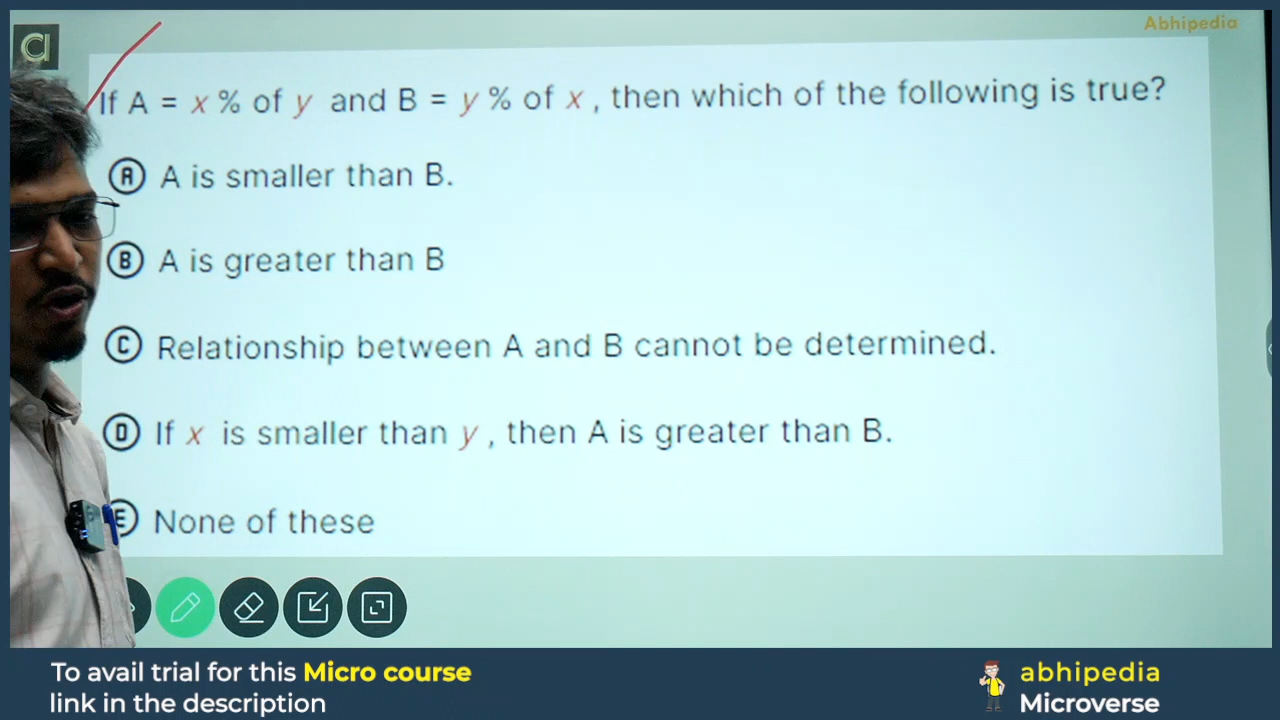 Abhipedia
a
If A = x % of y and B = y % of x , then which of the following is true?
A A is smaller than B.
B A is greater than B
C Relationship between A and B cannot be determined.
D If x is smaller than y , then A is greater than B.
E None of these
To avail trial for this Micro course
link in the description
abhipedia
Microverse